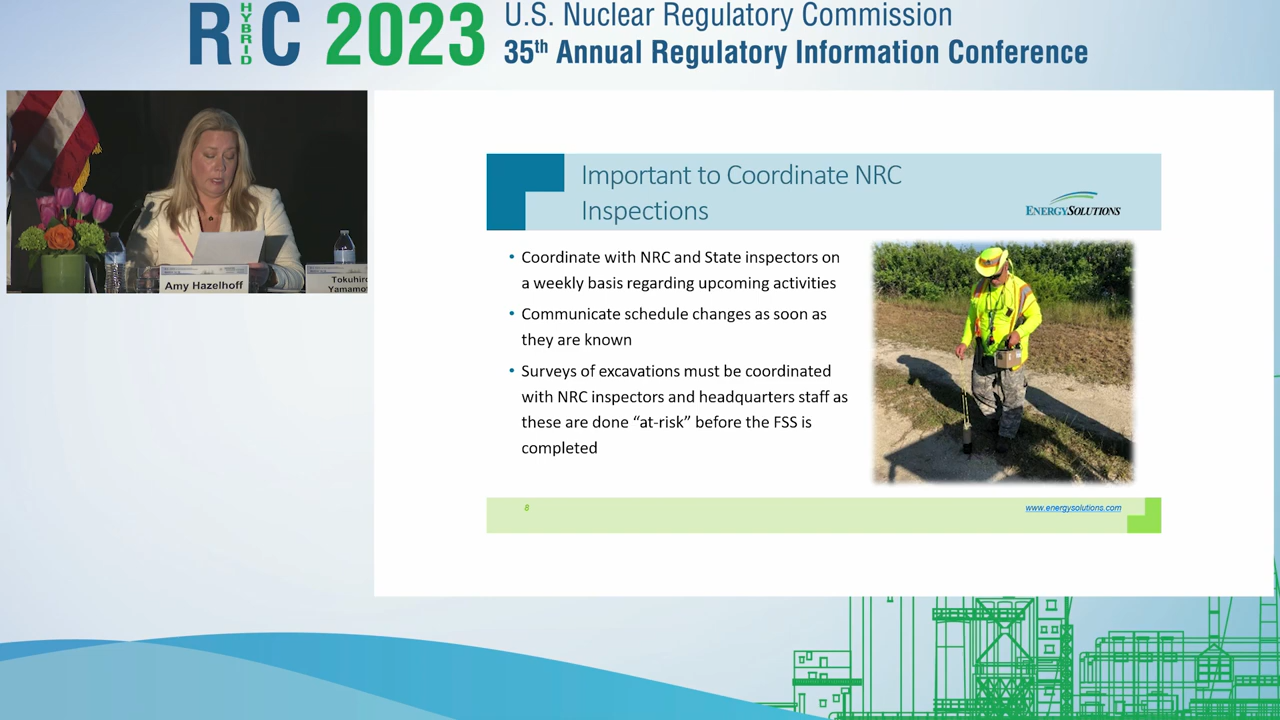 RIC 2023
HYBRID
U.S. Nuclear Regulatory Commission
35th Annual Regulatory Information Conference
Amy Hazelhoff
Tokuhiro
Yamamo
Important to Coordinate NRC
Inspections
ENERGYSOLUTIONS
• Coordinate with NRC and State inspectors on
a weekly basis regarding upcoming activities
• Communicate schedule changes as soon as
they are known
• Surveys of excavations must be coordinated
with NRC inspectors and headquarters staff as
these are done “at-risk” before the FSS is
completed
8
www.energysolutions.com